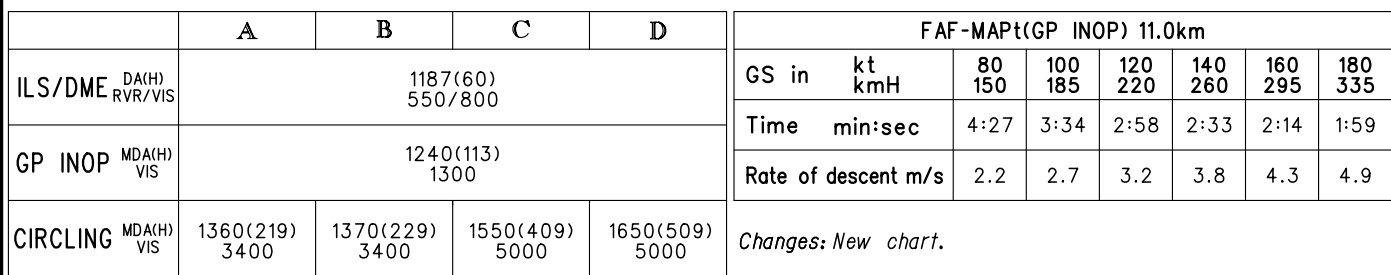 A B C D
ILS/DME DA(H) RVR/VIS 1187(60) 550/800
GP INOP MDA(H) VIS 1240(113) 1300
CIRCLING MDA(H) VIS 1360(219) 3400 1370(229) 3400 1550(409) 5000 1650(509) 5000
FAF-MAPt(GP INOP) 11.0km
GS in kt 80 100 120 140 160 180
kmH 150 185 220 260 295 335
Time min:sec 4:27 3:34 2:58 2:33 2:14 1:59
Rate of descent m/s 2.2 2.7 3.2 3.8 4.3 4.9
Changes: New chart.